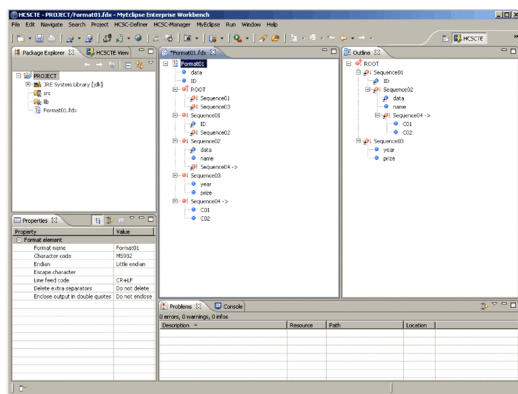 HCSCTE - PROJECT/Format01.fdx - MyEclipse Enterprise Workbench
File Edit Navigate Search Project HCSC-Definer HCSC-Manager MyEclipse Run Window Help
HCSCTE
Package Explorer
HCSCTE View
PROJECT
JRE System Library [jdk]
src
lib
Format01.fdx
*Format01.fdx
Format01
data
ID
ROOT
Sequence01
Sequence03
Sequence01
ID
Sequence02
Sequence02
data
name
Sequence04 ->
Sequence03
year
prize
Sequence04 ->
C01
C02
Outline
ROOT
Sequence01
ID
Sequence02
data
name
Sequence04 ->
C01
C02
Sequence03
year
prize
Properties
Property Value
Format element
Format name Format01
Character code MS932
Endian Little endian
Escape character
Line feed code CR+LF
Delete extra separators Do not delete
Enclose output in double quotes Do not enclose
Problems Console
0 errors, 0 warnings, 0 infos
Description Resource Path Location